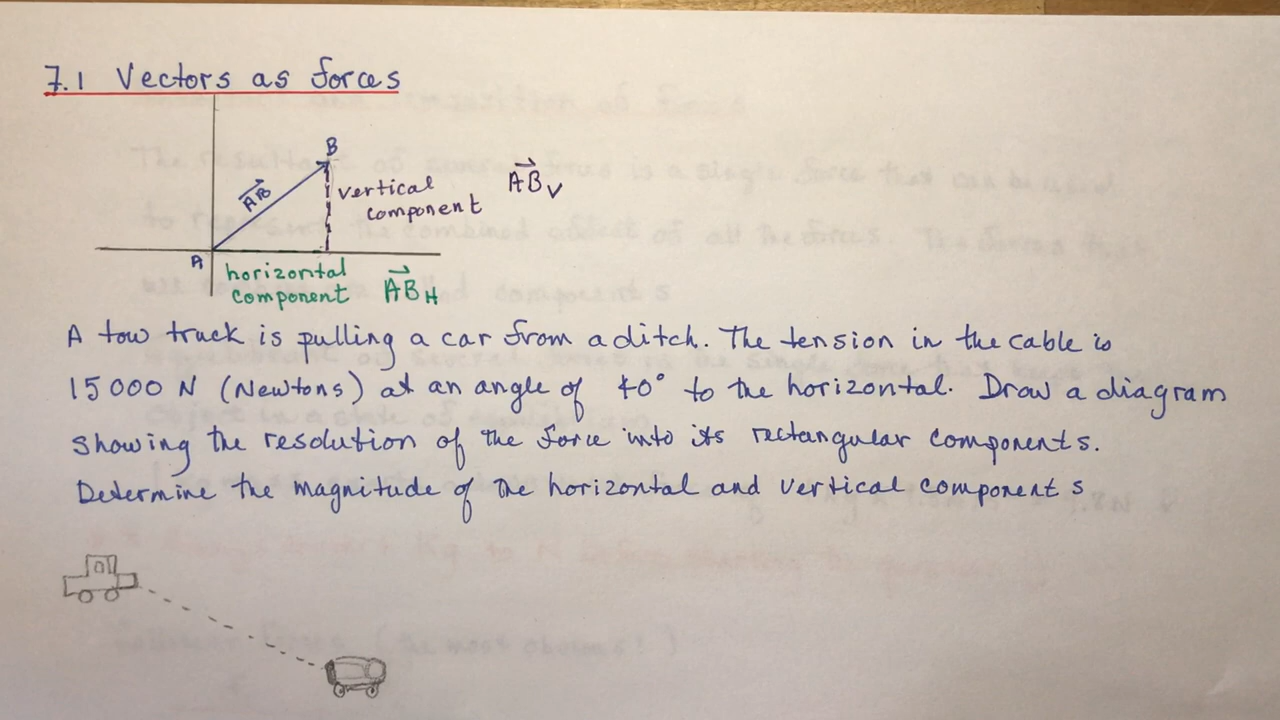 7.1 Vectors as forces
B
AB
vertical
component
ABV
A
horizontal
component
ABH
A tow truck is pulling a car from a ditch. The tension in the cable is
15000 N (Newtons) at an angle of 40° to the horizontal. Draw a diagram
showing the resolution of the force into its rectangular components.
Determine the magnitude of the horizontal and vertical components